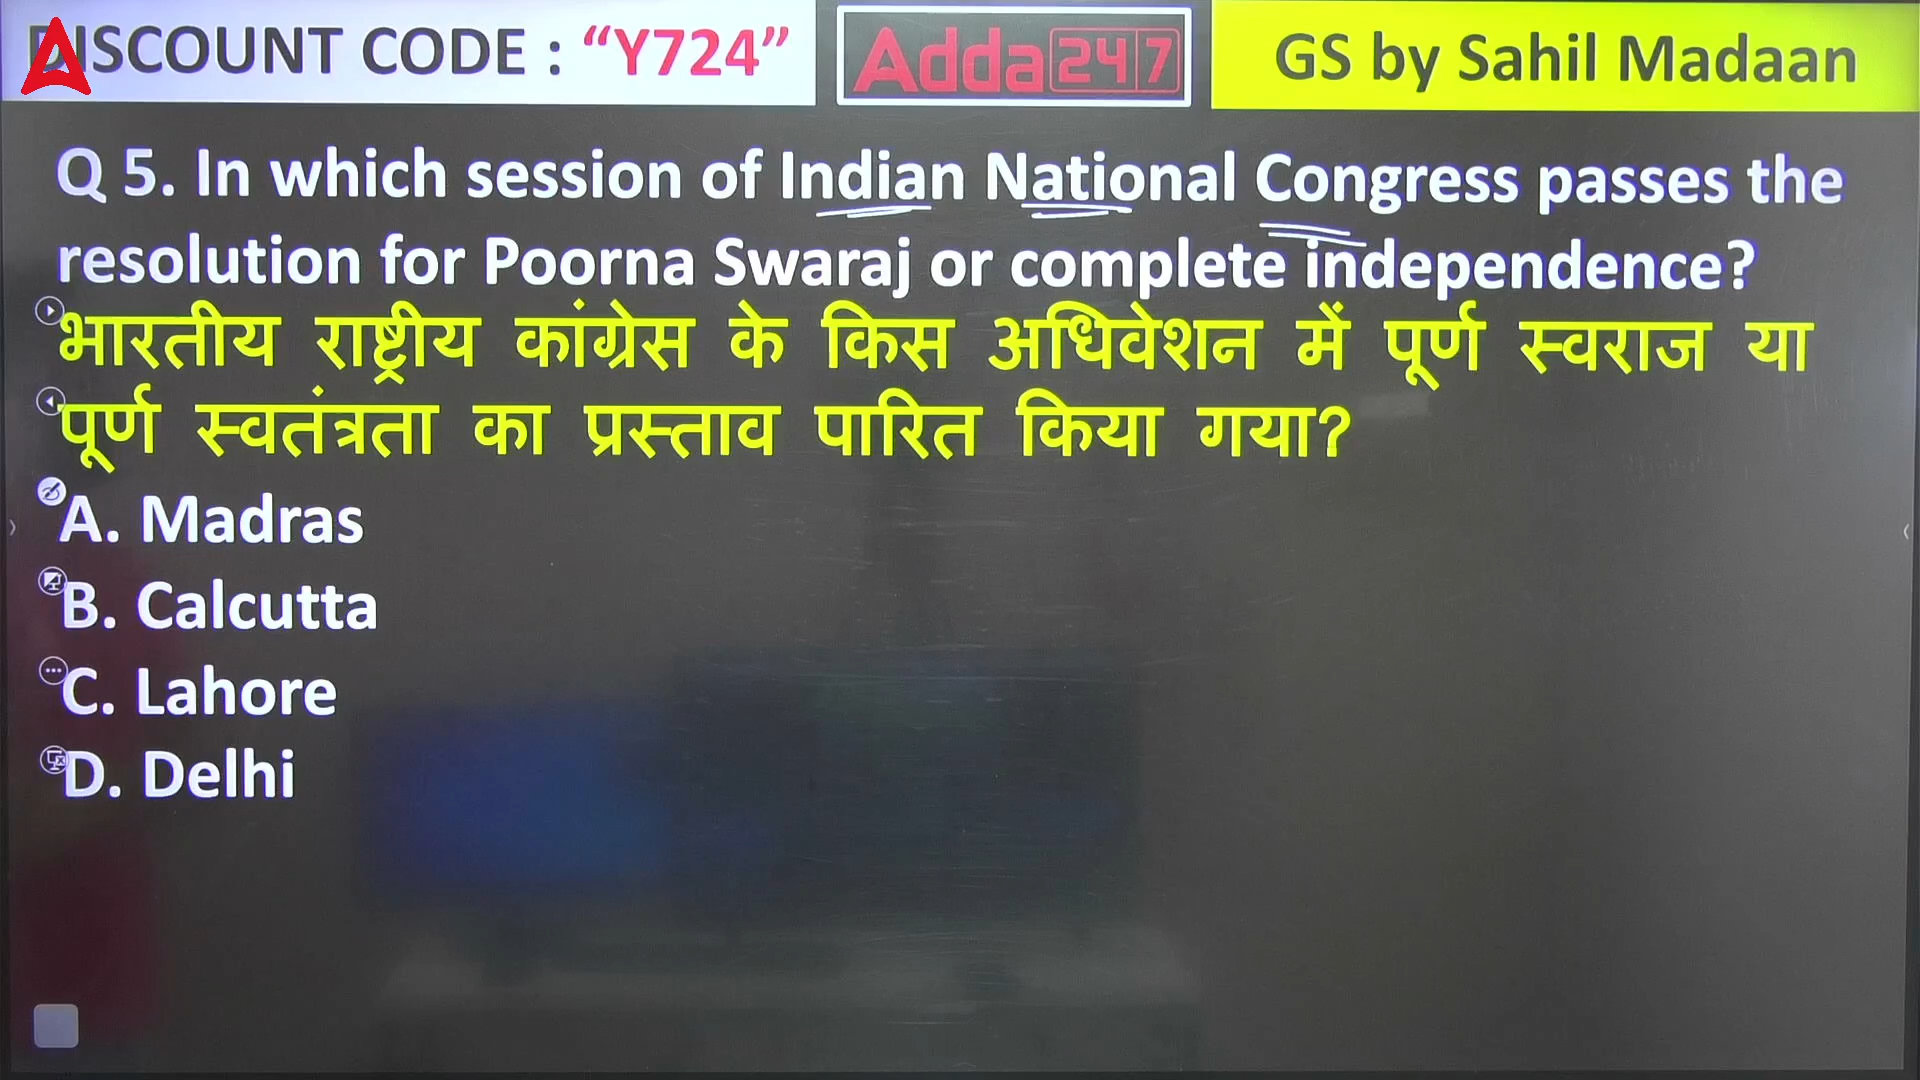 DISCOUNT CODE : “Y724”
Adda247
GS by Sahil Madaan
Q 5. In which session of Indian National Congress passes the
resolution for Poorna Swaraj or complete independence?
भारतीय राष्ट्रीय कांग्रेस के किस अधिवेशन में पूर्ण स्वराज या
पूर्ण स्वतंत्रता का प्रस्ताव पारित किया गया?
A. Madras
B. Calcutta
C. Lahore
D. Delhi